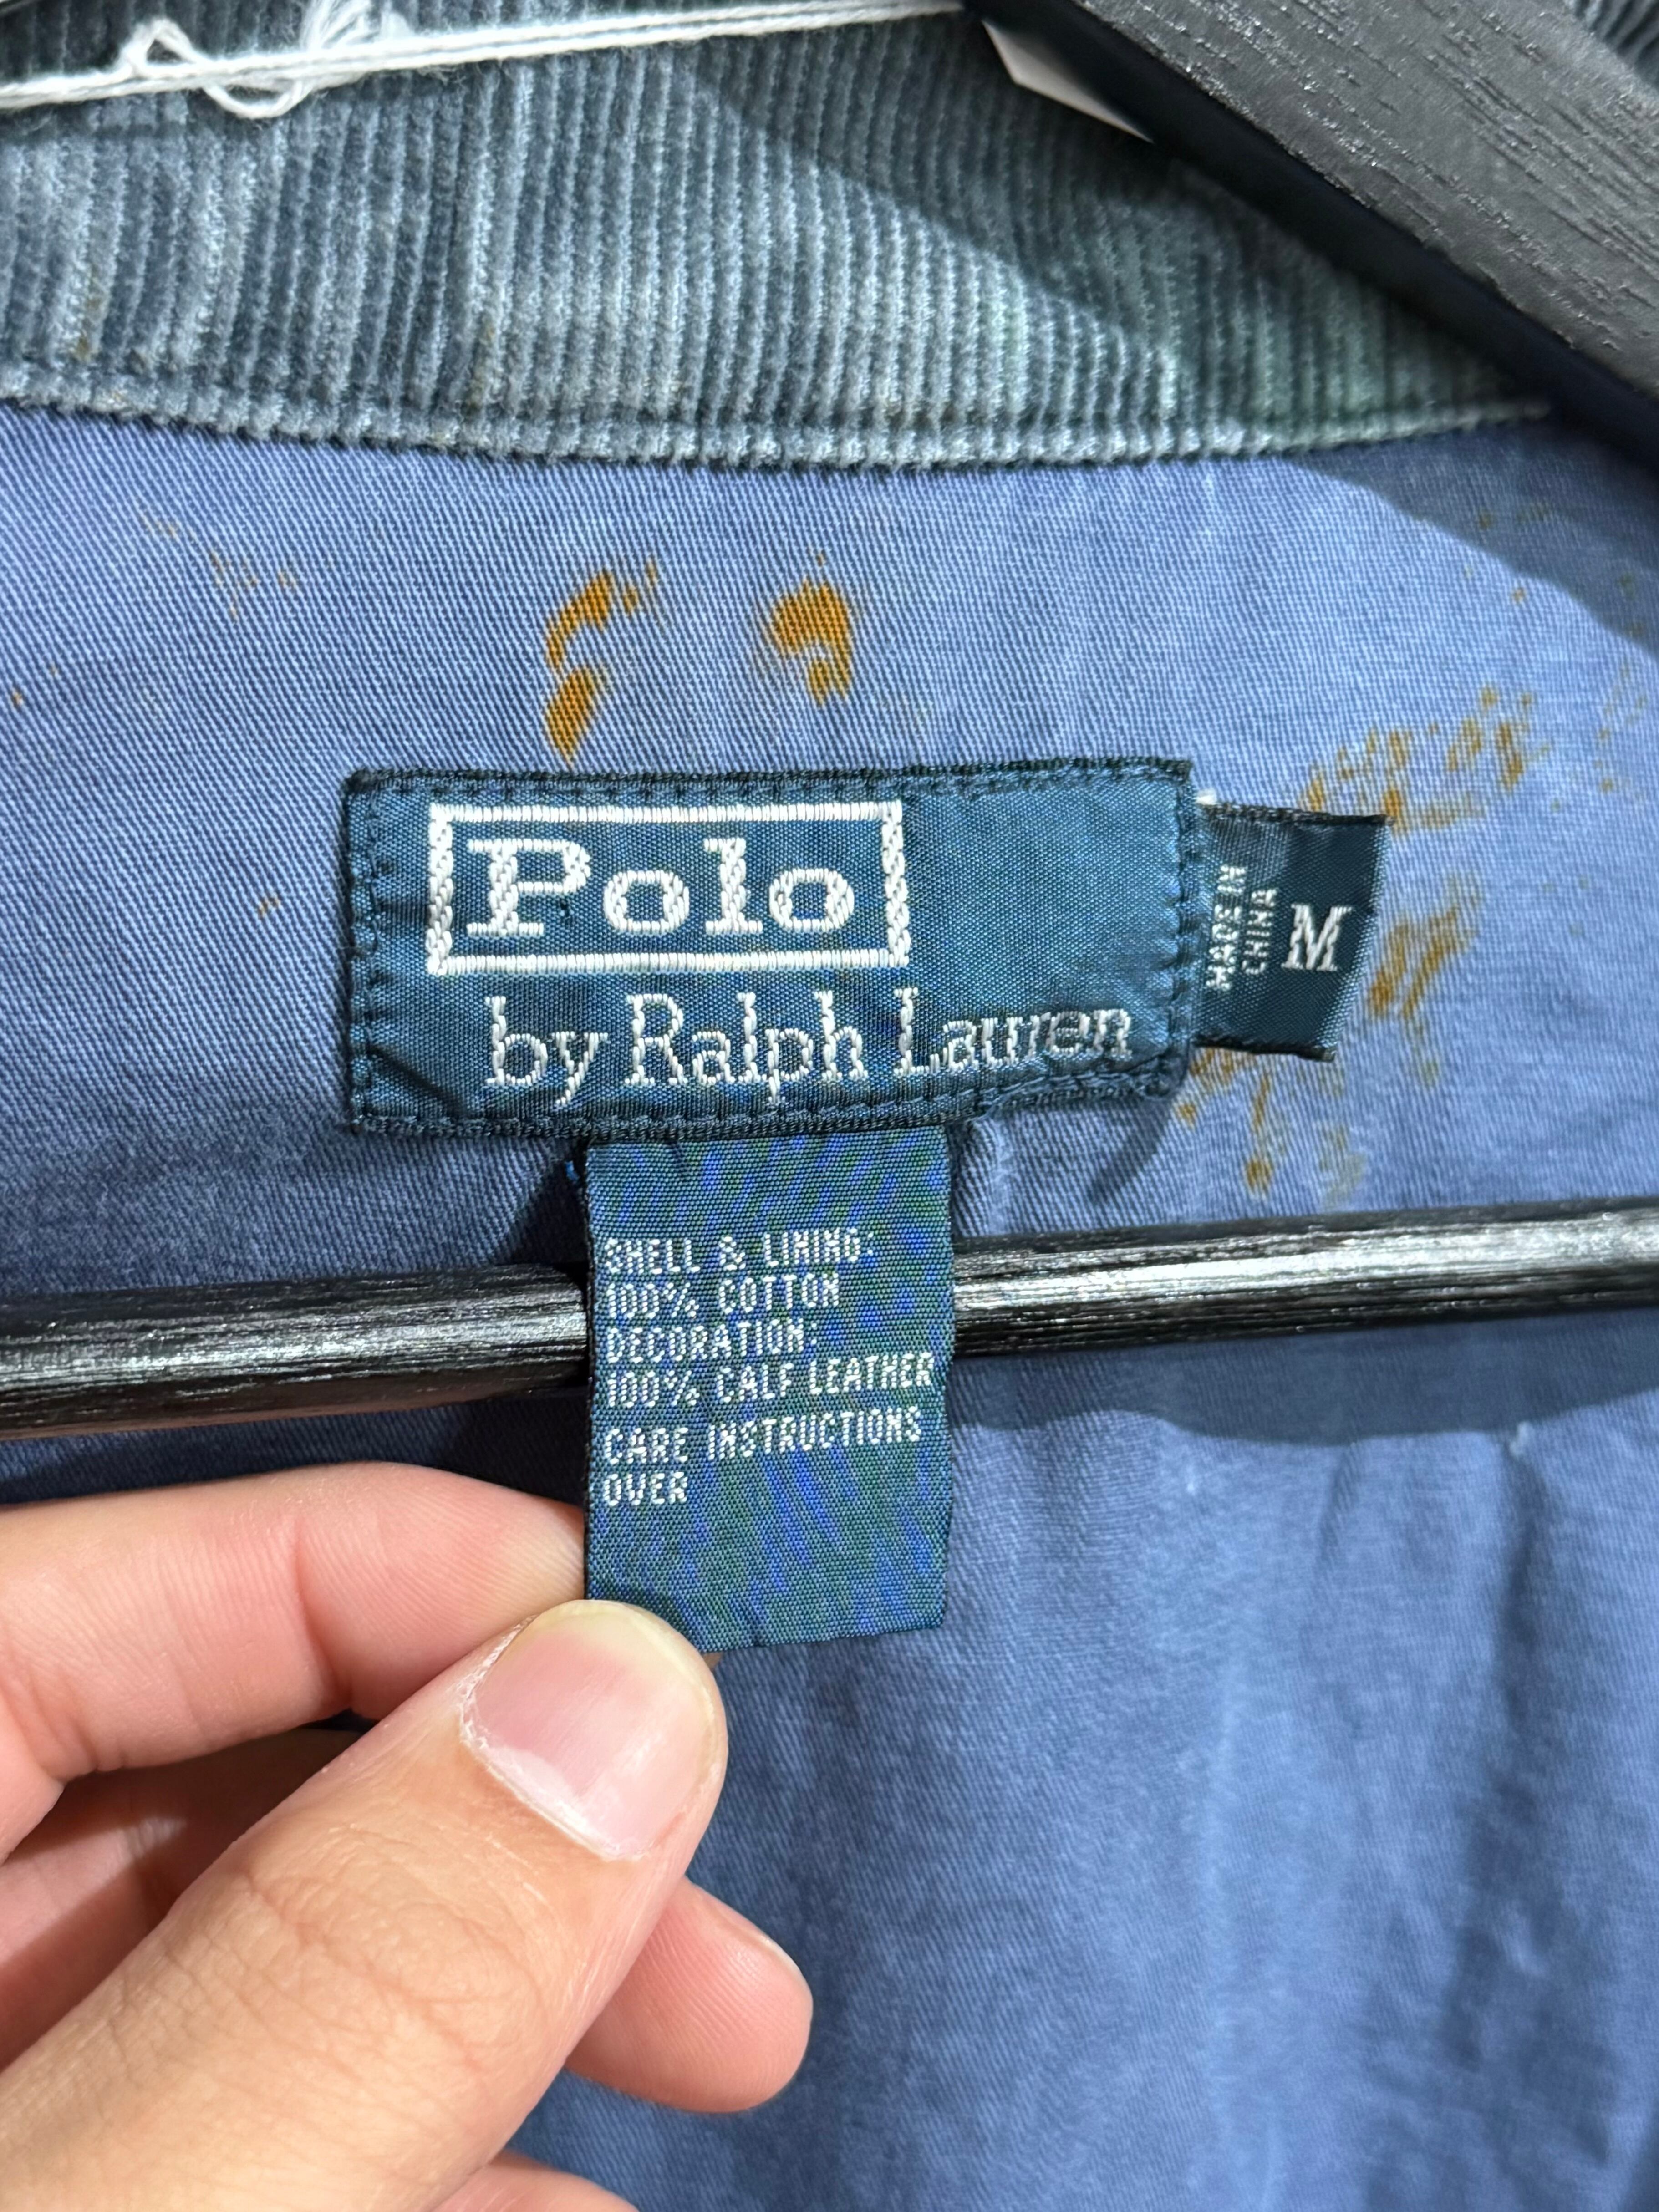 Polo
by Ralph Lauren
MADE IN
CHINA
M
SHELL & LINING:
100% COTTON
DECORATION:
100% CALF LEATHER
CARE INSTRUCTIONS
OVER